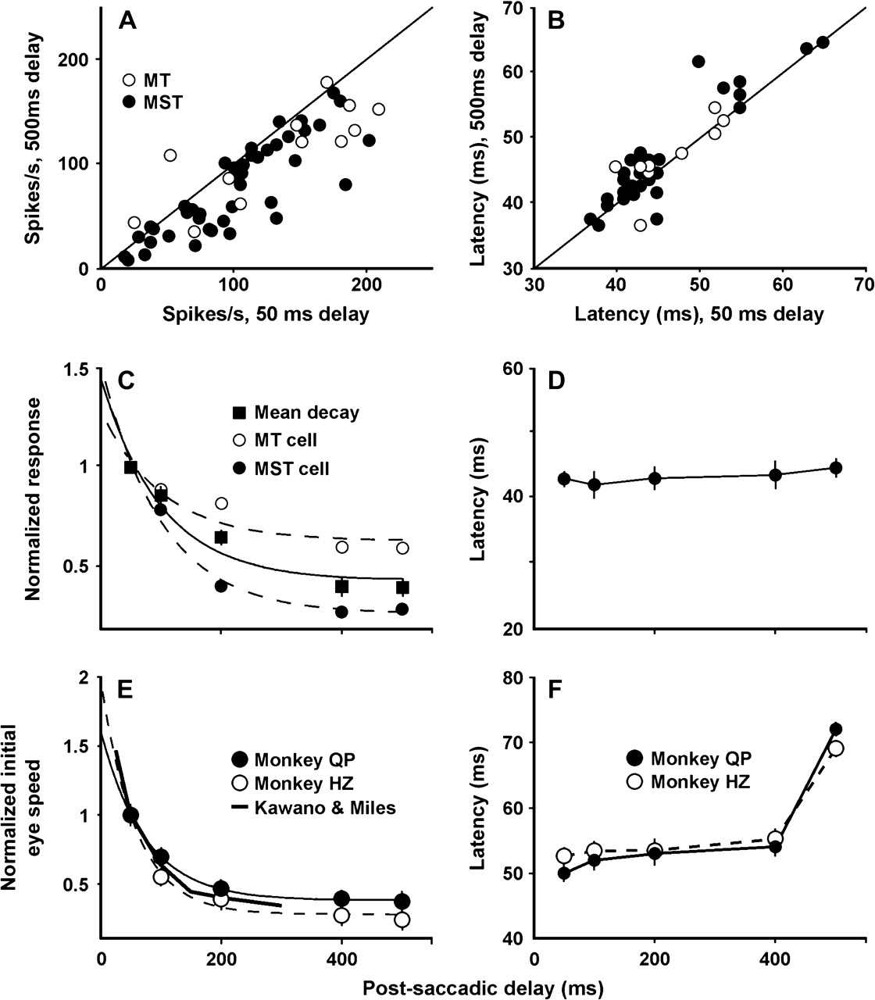 A
Spikes/s, 500ms delay
200
100
0
MT
MST
0
100
200
Spikes/s, 50 ms delay
B
Latency (ms), 500ms delay
70
60
50
40
30
30
40
50
60
70
Latency (ms), 50 ms delay
C
Normalized response
1.5
1
0.5
Mean decay
MT cell
MST cell
D
Latency (ms)
60
40
20
E
Normalized initial
eye speed
2
1.5
1
0.5
Monkey QP
Monkey HZ
Kawano & Miles
0
200
400
F
Latency (ms)
80
70
60
50
40
Monkey QP
Monkey HZ
0
200
400
Post-saccadic delay (ms)